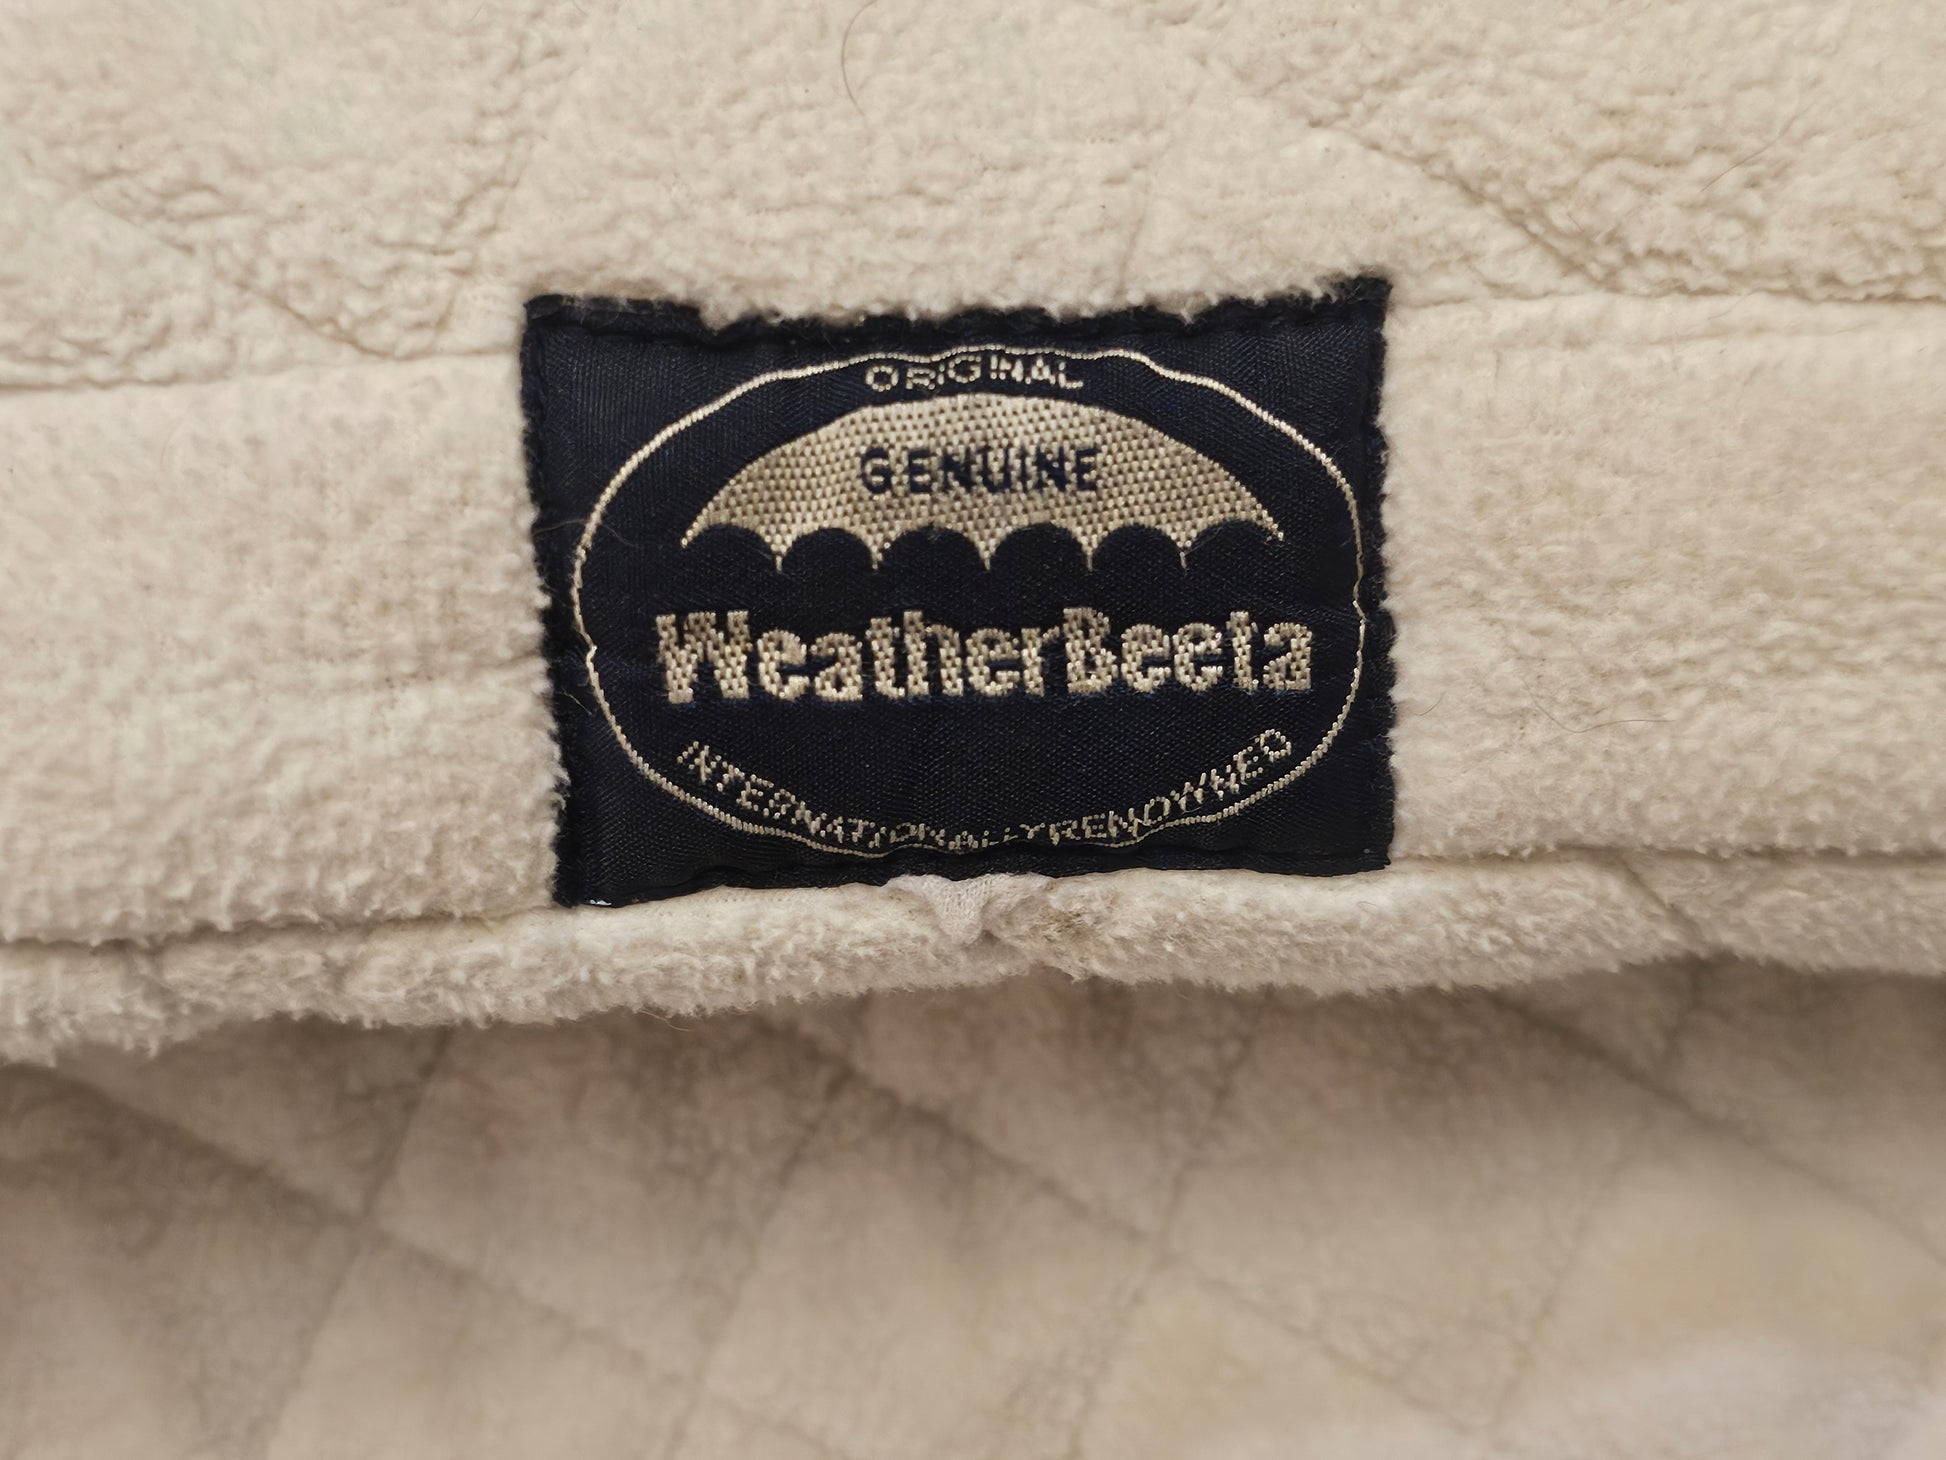 ORIGINAL
GENUINE
WeatherBeeta
INTERNATIONALLY RENOWNED